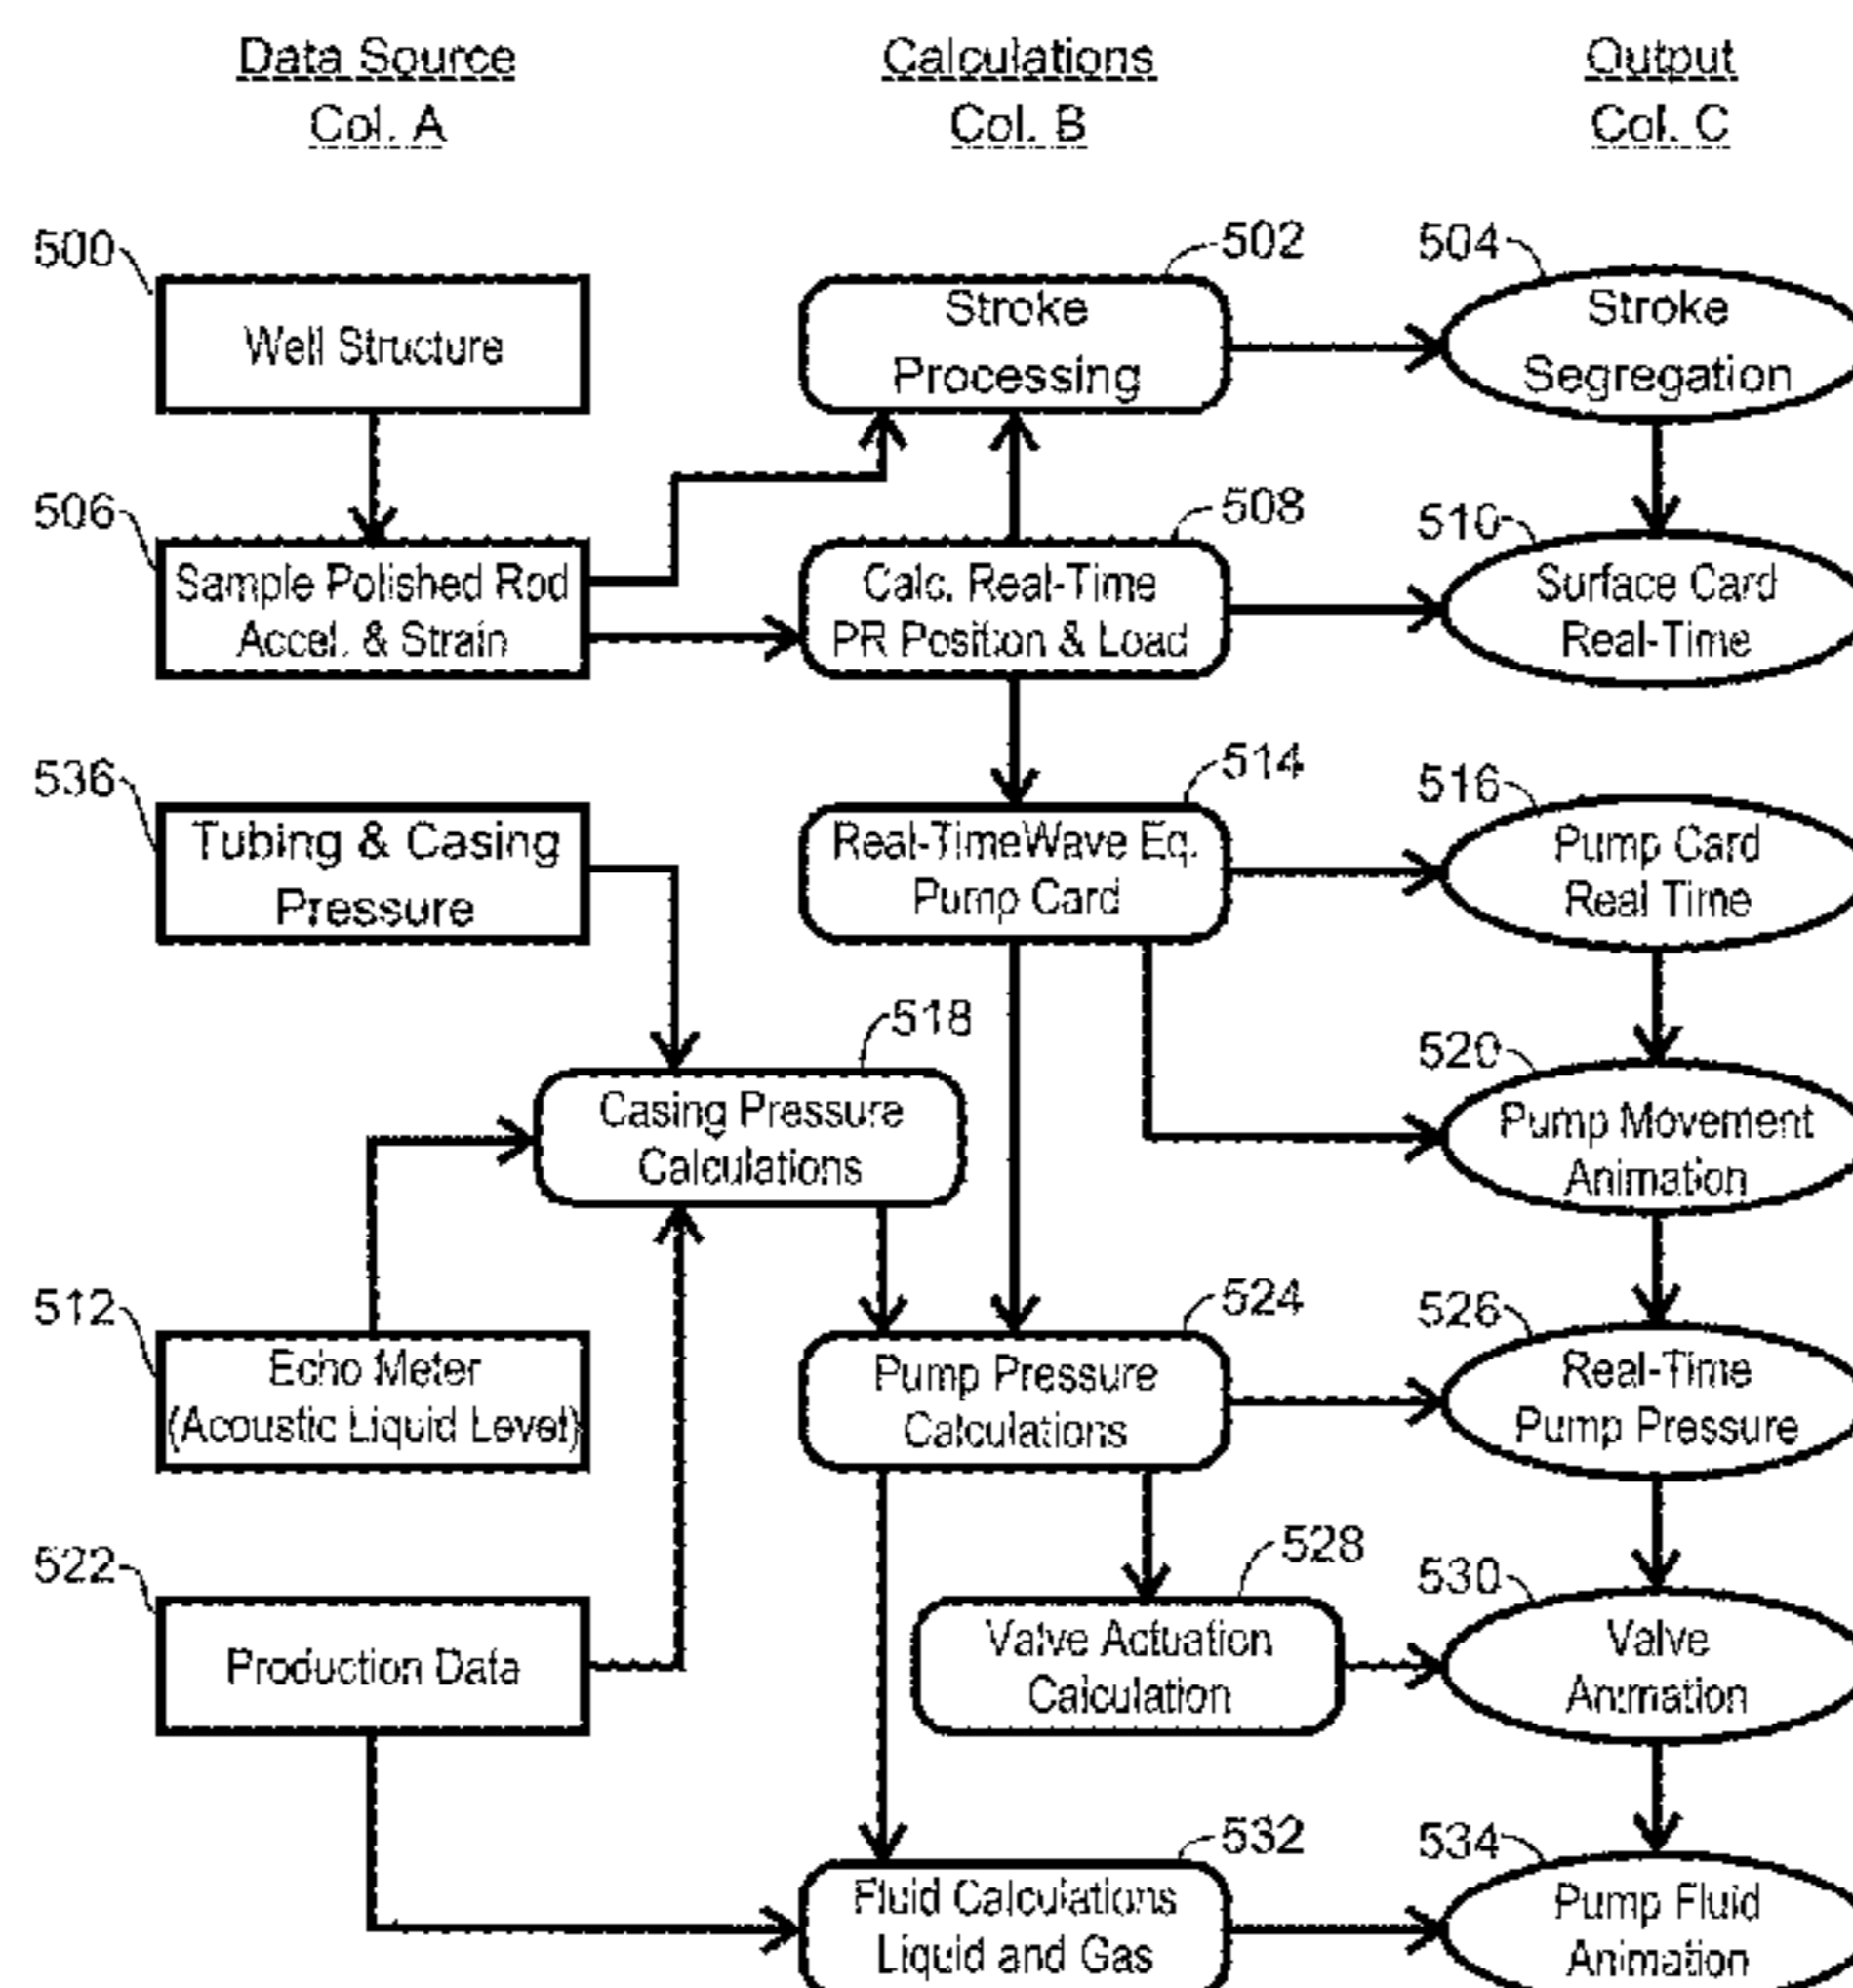 Data Source
Col. A
Calculations
Col. B
Output
Col. C
500
Well Structure
502
Stroke
Processing
504
Stroke
Segregation
506
Sample Polished Rod
Accel. & Strain
508
Calc. Real-Time
PR Position & Load
510
Surface Card
Real-Time
536
Tubing & Casing
Pressure
514
Real-TimeWave Eq.
Pump Card
516
Pump Card
Real Time
518
Casing Pressure
Calculations
520
Pump Movement
Animation
512
Echo Meter
(Acoustic Liquid Level)
524
Pump Pressure
Calculations
526
Real-Time
Pump Pressure
522
Production Data
528
Valve Actuation
Calculation
530
Valve
Animation
532
Fluid Calculations
Liquid and Gas
534
Pump Fluid
Animation